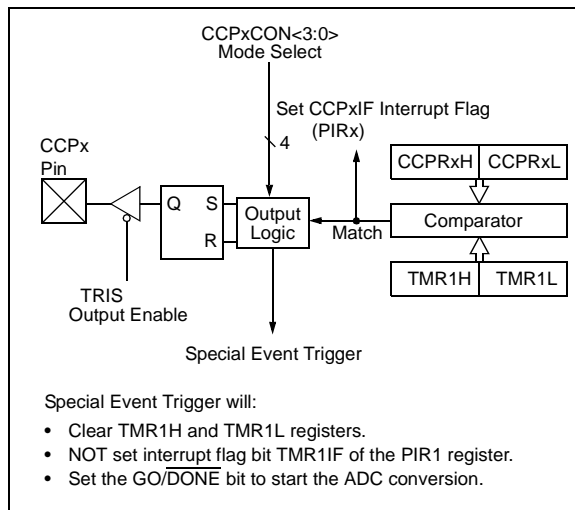 CCPxCON<3:0>
Mode Select
Set CCPxIF Interrupt Flag
(PIRx)
4
CCPx
Pin
CCPRxH CCPRxL
Q S
R
Output
Logic
Match
Comparator
TRIS
Output Enable
TMR1H TMR1L
Special Event Trigger
Special Event Trigger will:
• Clear TMR1H and TMR1L registers.
• NOT set interrupt flag bit TMR1IF of the PIR1 register.
• Set the GO/DONE bit to start the ADC conversion.